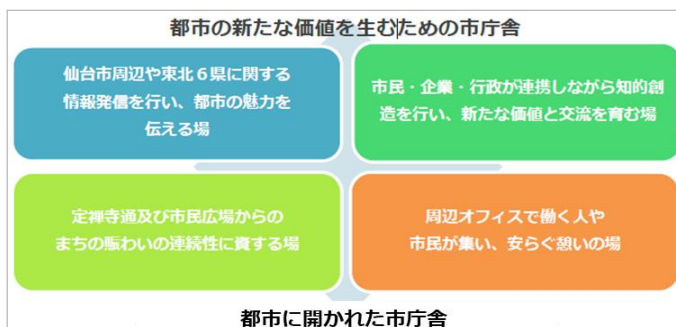 都市の新たな価値を生むための市庁舎
仙台市周辺や東北６県に関する
情報発信を行い、都市の魅力を
伝える場
市民・企業・行政が連携しながら知的創
造を行い、新たな価値と交流を育む場
定禅寺通及び市民広場からの
まちの賑わいの連続性に資する場
周辺オフィスで働く人や
市民が集い、安らぐ憩いの場
都市に開かれた市庁舎